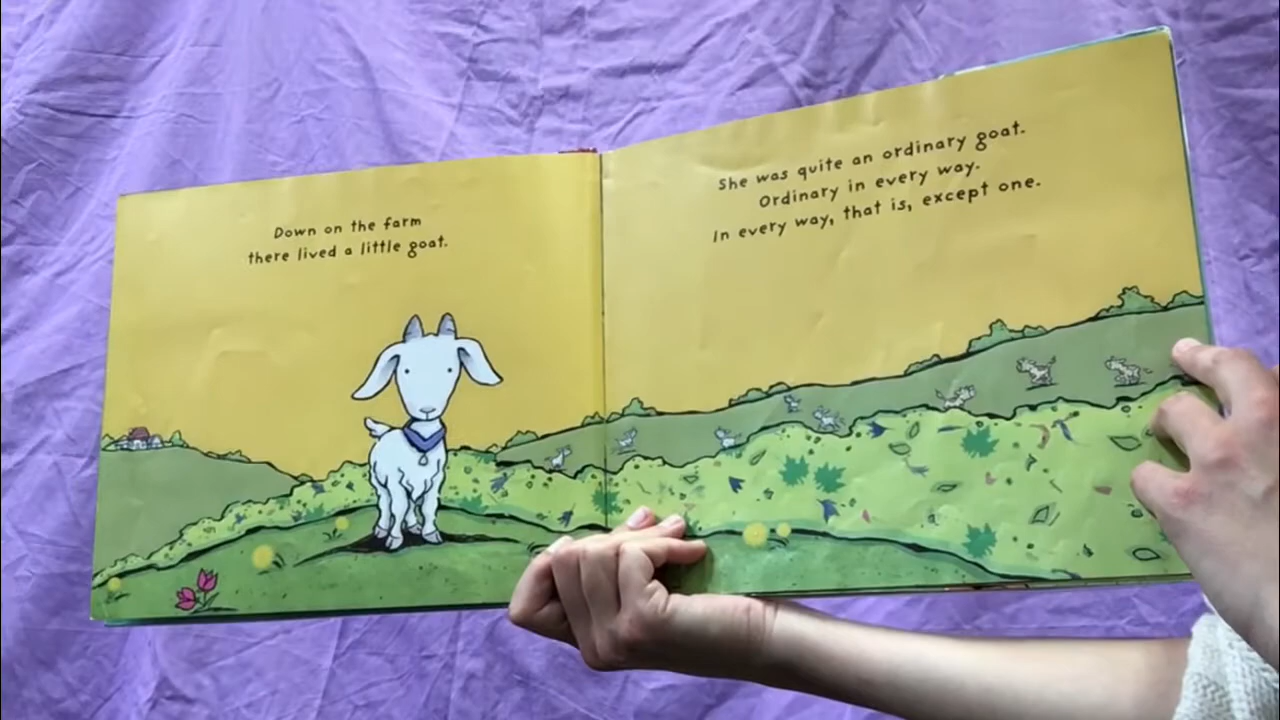 Down on the farm
there lived a little goat.
She was quite an ordinary goat.
Ordinary in every way.
In every way, that is, except one.